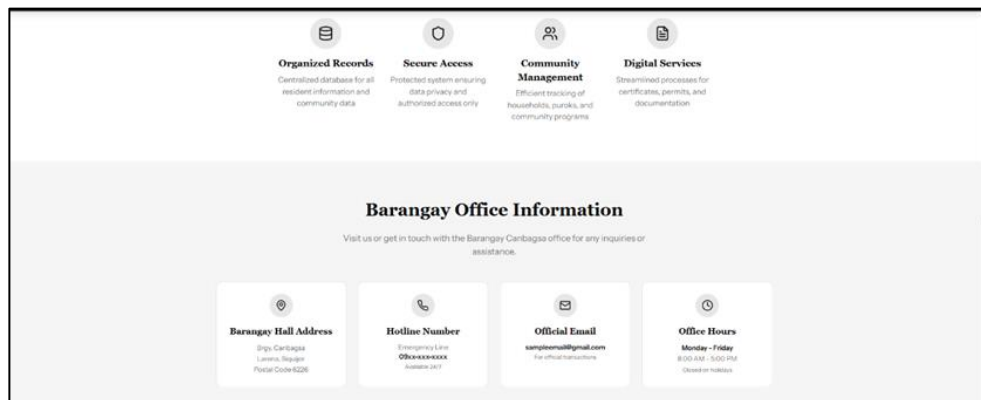 Organized Records
Centralized database for all
resident information and
community data
Secure Access
Protected system ensuring
data privacy and
authorized access only
Community
Management
Efficient tracking of
households, puroks, and
community programs
Digital Services
Streamlined processes for
certificates, permits, and
documentation
Barangay Office Information
Visit us or get in touch with the Barangay Canbagsa office for any inquiries or
assistance.
Barangay Hall Address
Brgy, Canbagsa
Larena, Siquijor
Postal Code 6226
Hotline Number
Emergency Line
09xx-xxx-xxxx
Available 24/7
Official Email
sampleemail@gmail.com
For official transactions
Office Hours
Monday - Friday
8:00 AM - 5:00 PM
Closed on holidays